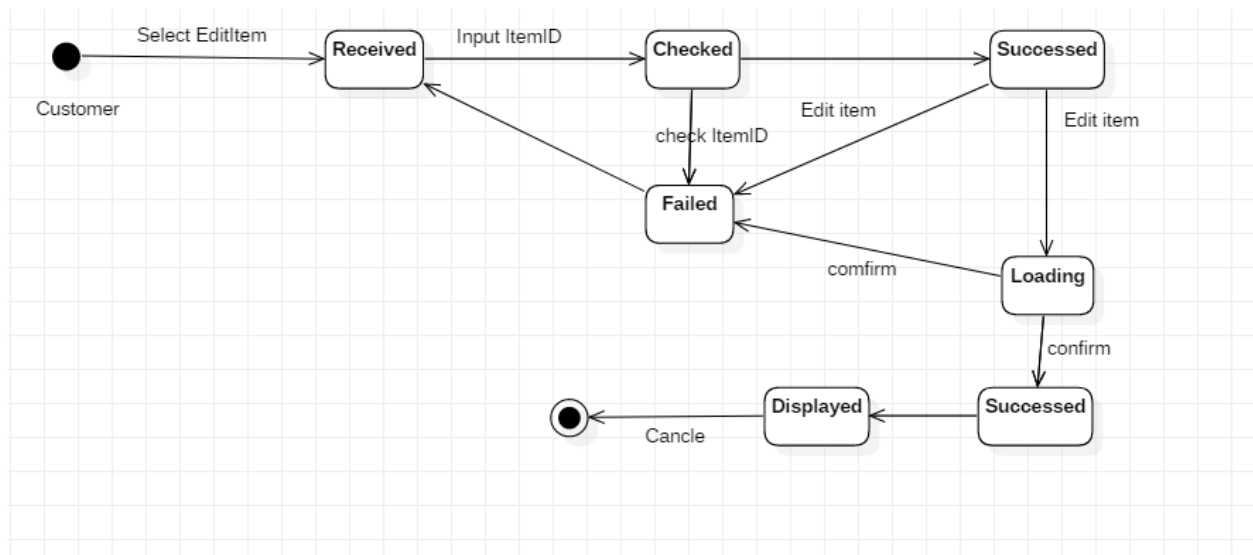 Select EditItem
Received
Input ItemID
Checked
Successed
Customer
check ItemID
Edit item
Edit item
Failed
comfirm
Loading
confirm
Cancle
Displayed
Successed